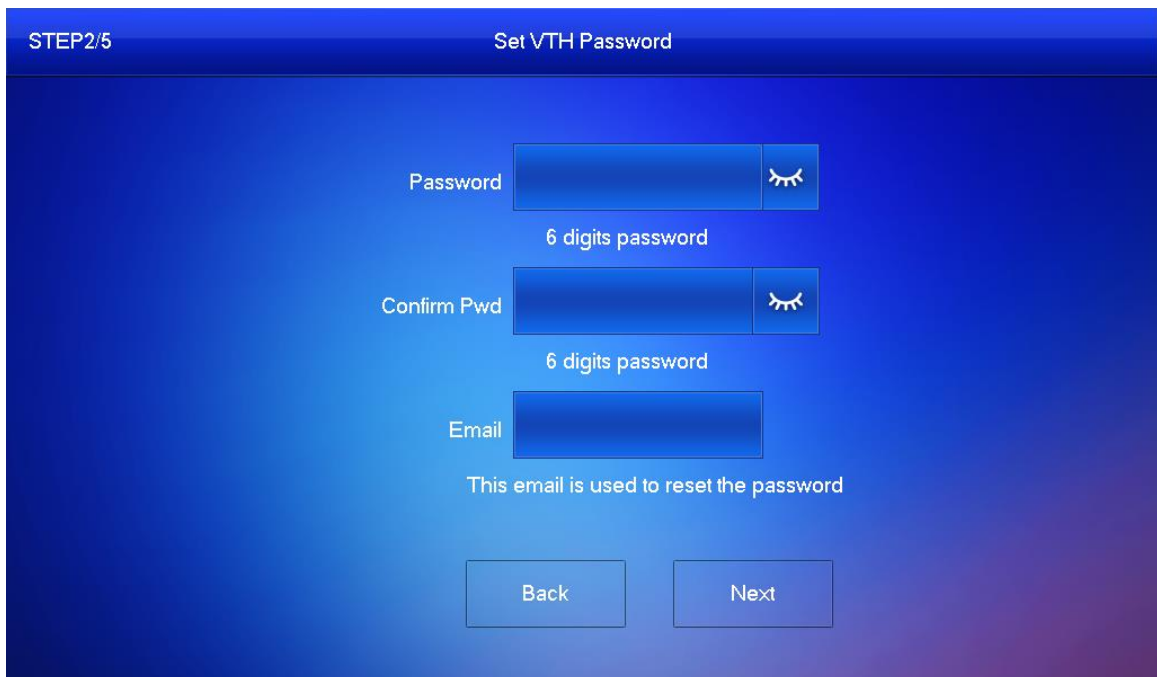 STEP2/5
Set VTH Password
Password
6 digits password
Confirm Pwd
6 digits password
Email
This email is used to reset the password
Back
Next